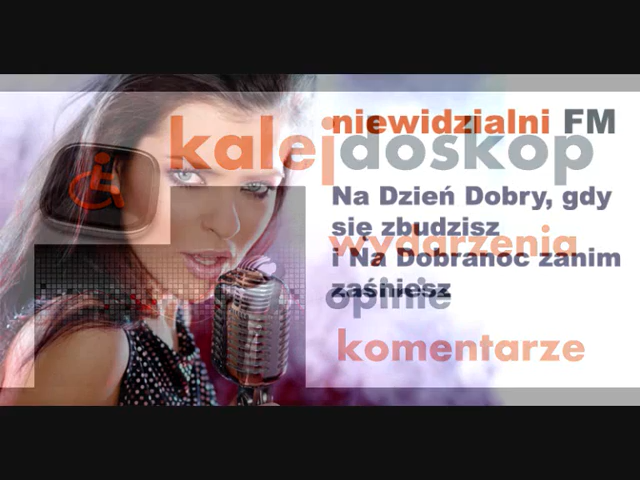 niewidzialni FM
kalejdoskop
Na Dzień Dobry, gdy
się zbudzisz
wydarzenia
i Na Dobranoc zanim
zaśniesz
opinie
komentarze